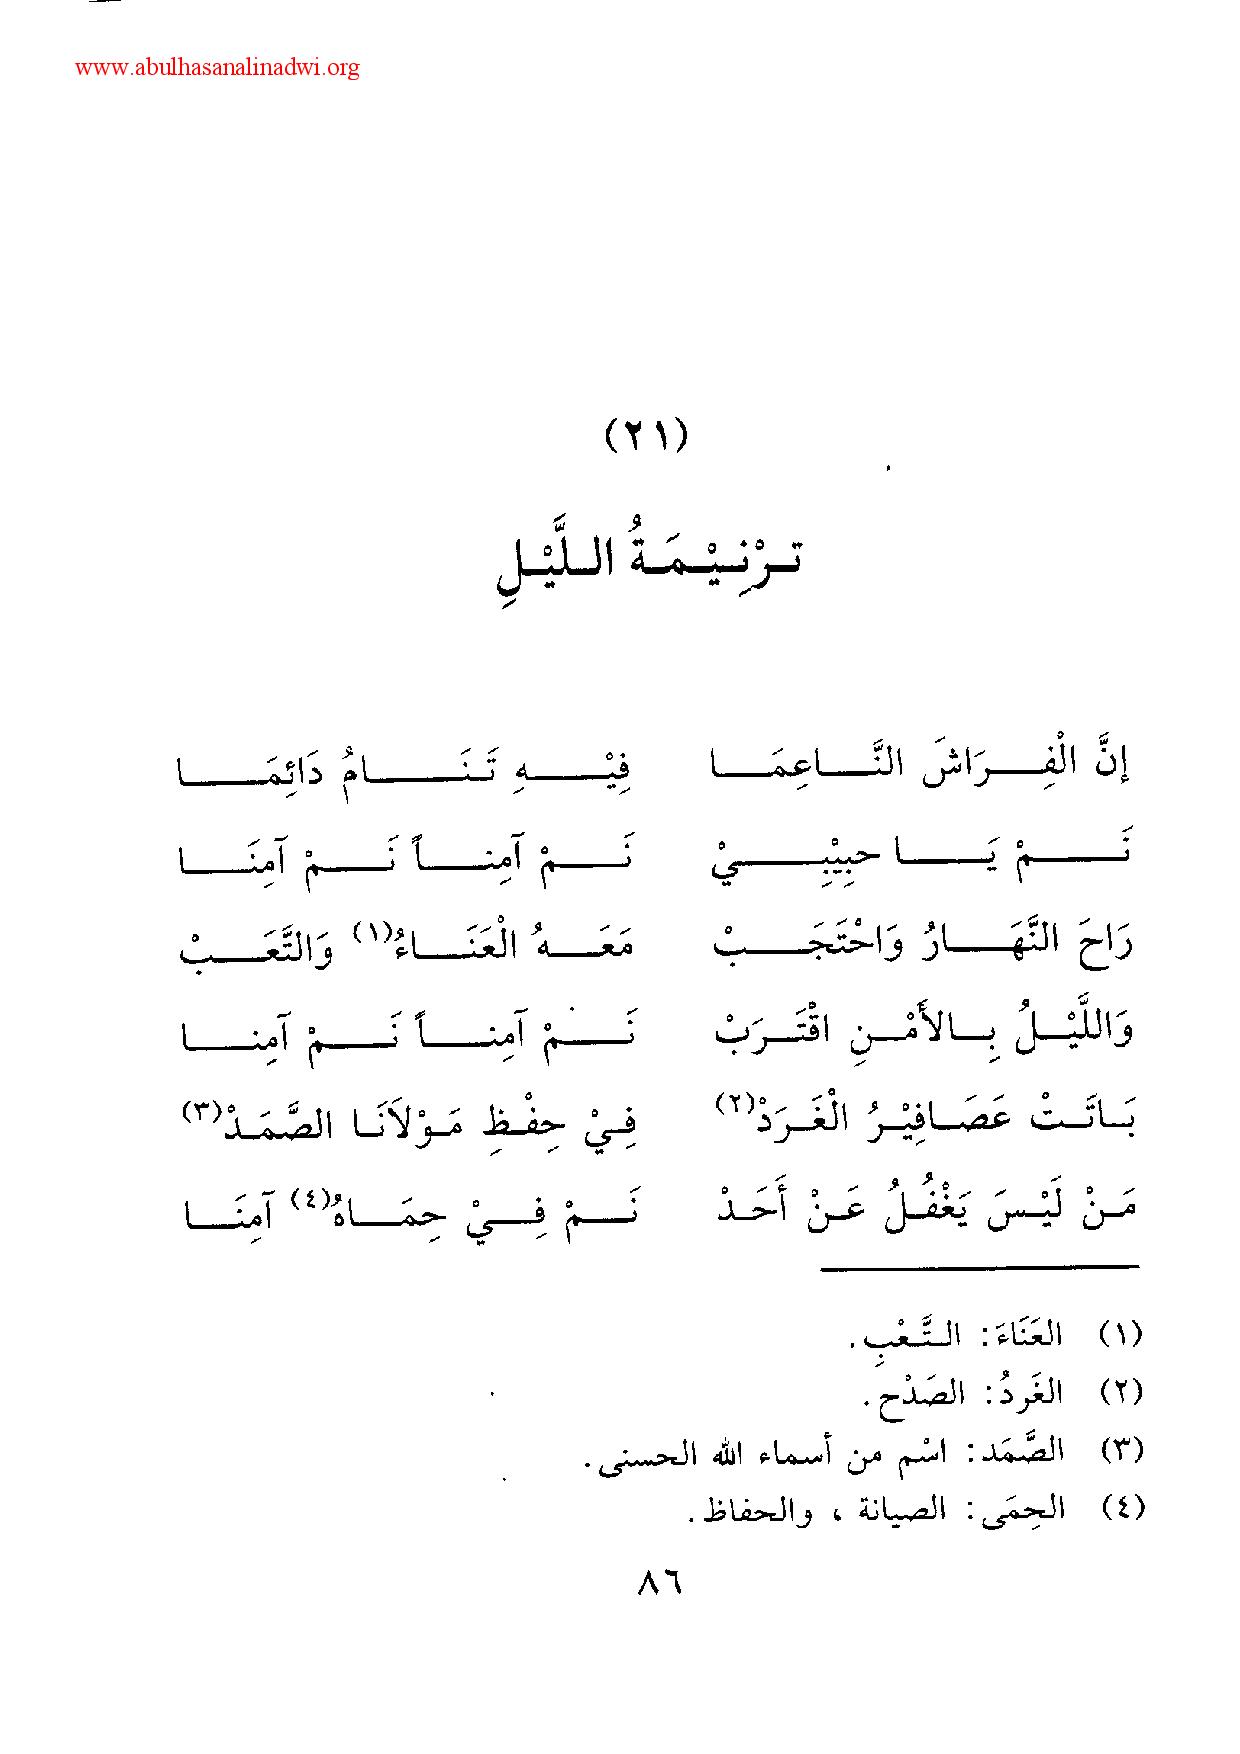 www.abulhasanalinadwi.org
(٢١)
تَرْنِيْمَةُ اللَّيْلِ
إنَّ الْفِرَاشَ النَّاعِمَا فِيْهِ تَنَامُ دَائِمَا
نَمْ يَا حبِيْبِيْ نَمْ آمِناً نَمْ آمِنَا
رَاحَ النَّهَارُ وَاحْتَجَبْ مَعَهُ الْعَنَاءُ(١) وَالتَّعَبْ
وَاللَّيْلُ بِالأَمْنِ اقْتَرَبْ نَمْ آمِناً نَمْ آمِنا
بَاتَتْ عَصَافِيْرُ الْغَرَدْ(٢) فِيْ حِفْظِ مَوْلَانَا الصَّمَدْ(٣)
مَنْ لَيْسَ يَغْفُلُ عَنْ أَحَدْ نَمْ فِيْ حِمَاهُ(٤) آمِنَا
(١) العَنَاءَ: التَّعْبِ.
(٢) الغَردُ: الصَدْح.
(٣) الصَّمَد: اسْم من أسماء الله الحسنى.
(٤) الحِمَى: الصيانة ، والحفاظ.
٨٦